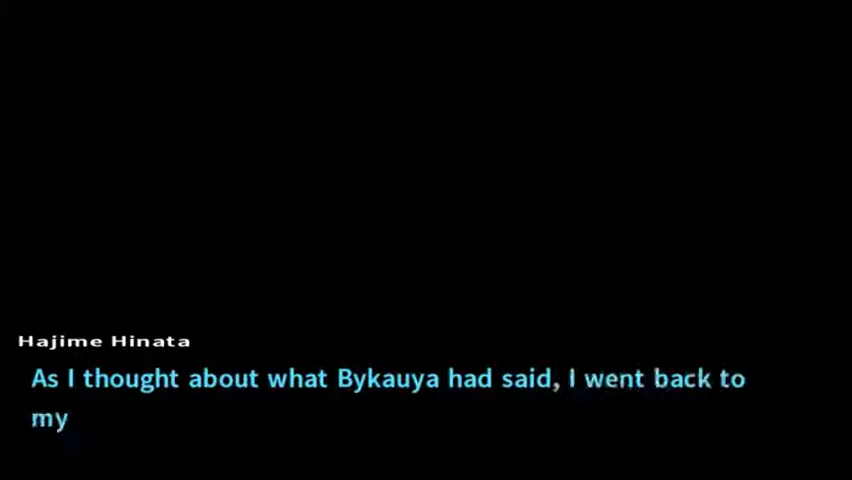 Hajime Hinata
As I thought about what Bykauya had said, I went back to
my